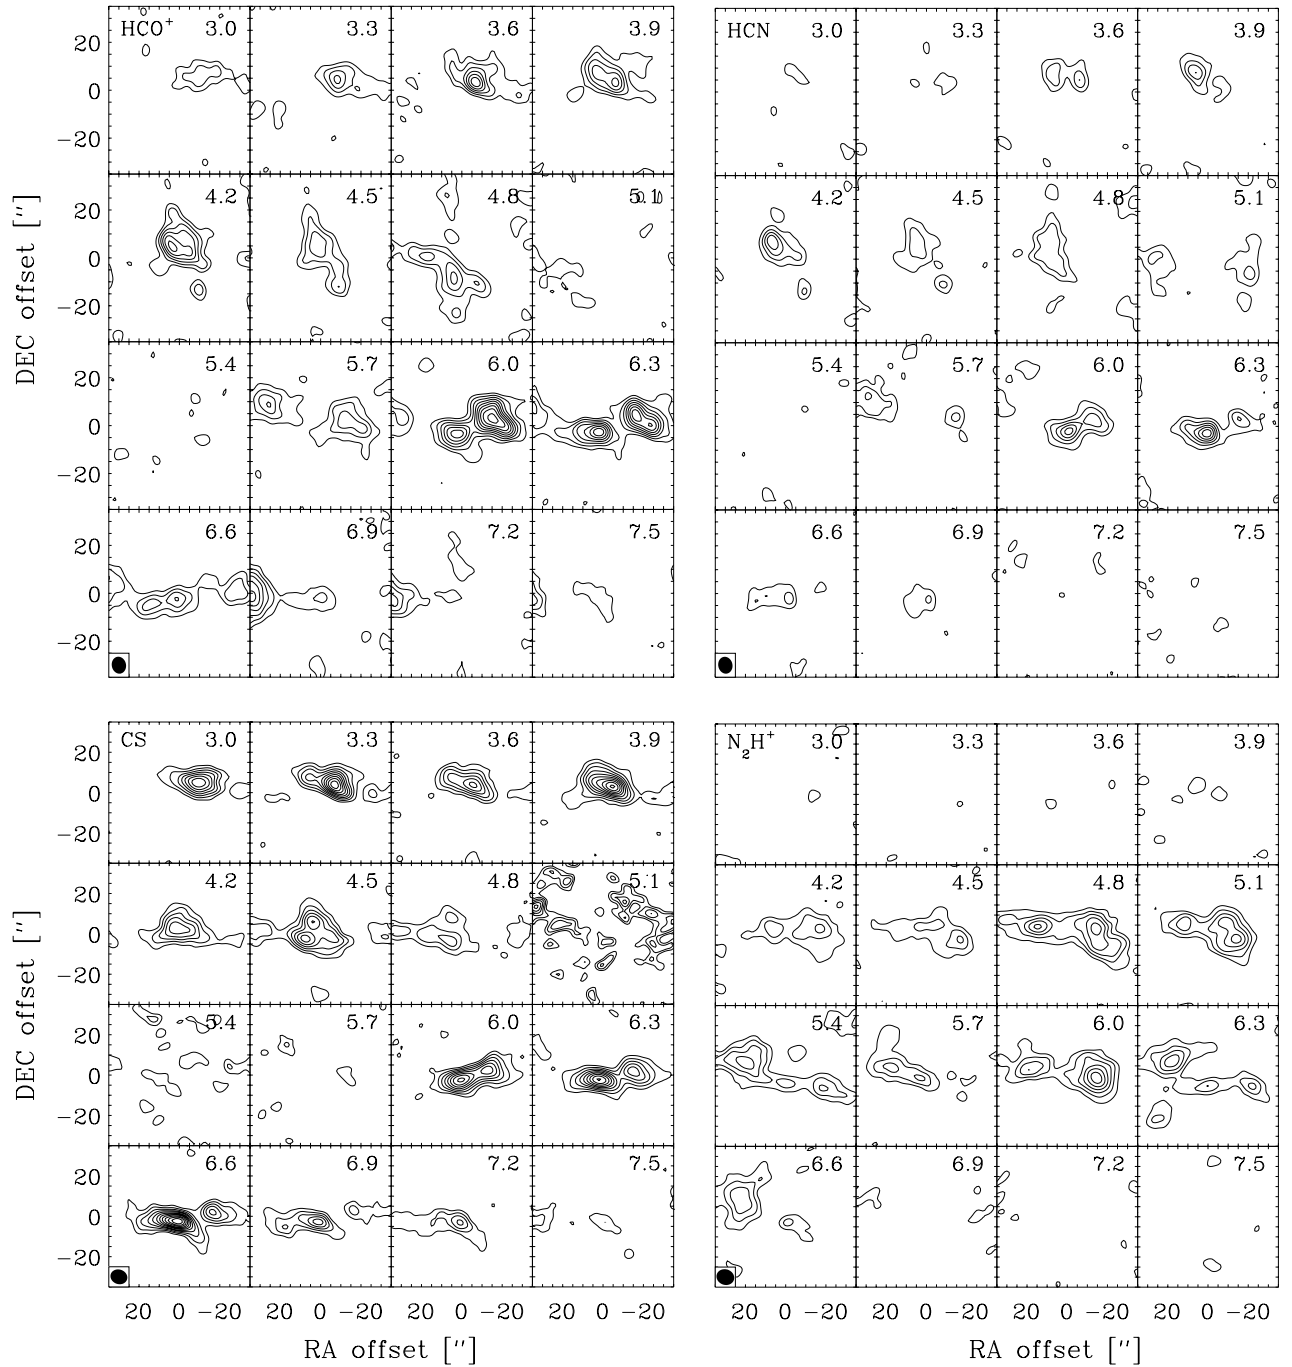 HCO+ 3.0 3.3 3.6 3.9
4.2 4.5 4.8 5.1
5.4 5.7 6.0 6.3
6.6 6.9 7.2 7.5
20 0 −20
20 0 −20
20 0 −20
20 0 −20
DEC offset [″]
HCN 3.0 3.3 3.6 3.9
4.2 4.5 4.8 5.1
5.4 5.7 6.0 6.3
6.6 6.9 7.2 7.5
CS 3.0 3.3 3.6 3.9
4.2 4.5 4.8 5.1
5.4 5.7 6.0 6.3
6.6 6.9 7.2 7.5
20 0 −20
20 0 −20
20 0 −20
20 0 −20
DEC offset [″]
20 0 −20 20 0 −20 20 0 −20 20 0 −20
RA offset [″]
N2H+ 3.0 3.3 3.6 3.9
4.2 4.5 4.8 5.1
5.4 5.7 6.0 6.3
6.6 6.9 7.2 7.5
20 0 −20 20 0 −20 20 0 −20 20 0 −20
RA offset [″]